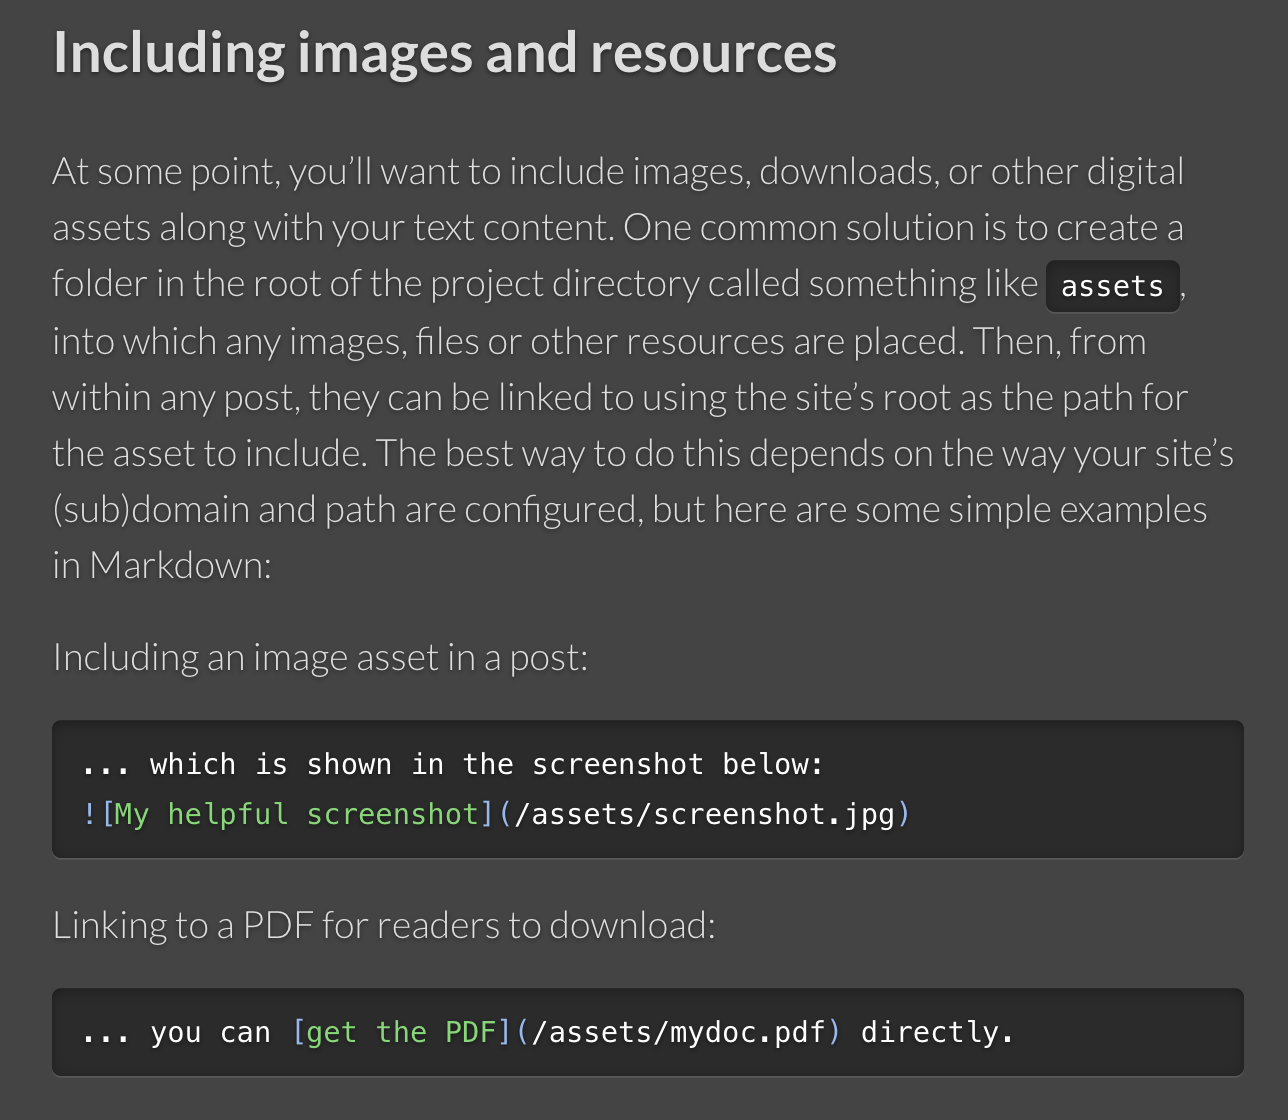 Including images and resources
At some point, you’ll want to include images, downloads, or other digital
assets along with your text content. One common solution is to create a
folder in the root of the project directory called something like assets,
into which any images, files or other resources are placed. Then, from
within any post, they can be linked to using the site’s root as the path for
the asset to include. The best way to do this depends on the way your site’s
(sub)domain and path are configured, but here are some simple examples
in Markdown:
Including an image asset in a post:
... which is shown in the screenshot below:
![My helpful screenshot](/assets/screenshot.jpg)
Linking to a PDF for readers to download:
... you can [get the PDF](/assets/mydoc.pdf) directly.